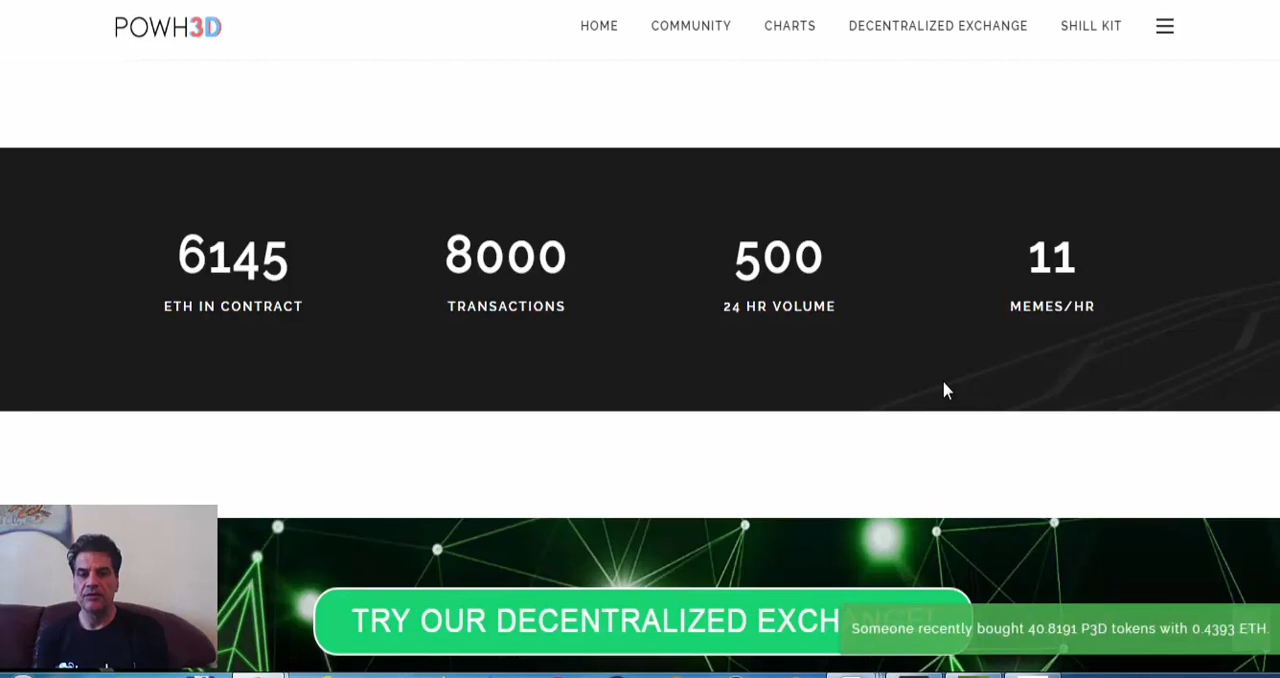 POWH3D
HOME COMMUNITY CHARTS DECENTRALIZED EXCHANGE SHILL KIT
6145 8000 500 11
ETH IN CONTRACT TRANSACTIONS 24 HR VOLUME MEMES/HR
TRY OUR DECENTRALIZED EXCHANGE!
Someone recently bought 40.8191 P3D tokens with 0.4393 ETH.